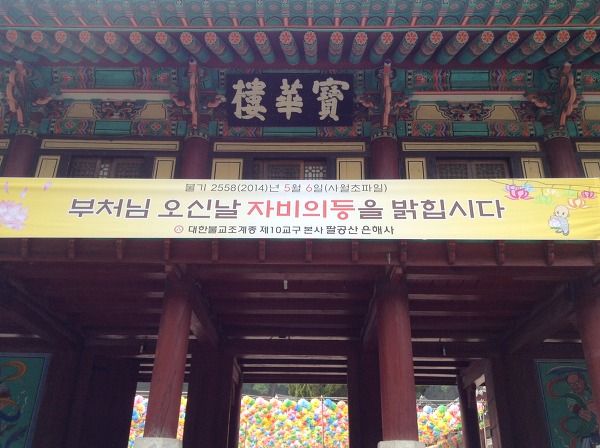 樓華寶
불기 2558(2014)년 5월 6일(사월초파일)
부처님 오신날 자비의등을 밝힙시다
대한불교조계종 제10교구 본사 팔공산 은해사